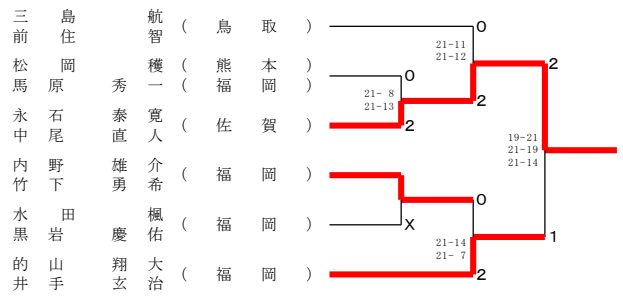 三島　航
前住　智
（鳥取）
0
21-11
21-12
松岡　穫
（熊本）
馬原　秀一
（福岡）
0
2
21- 8
21-13
2
永石　泰寛
中尾　直人
（佐賀）
2
19-21
21-19
21-14
内野　雄介
竹下　勇希
（福岡）
0
水田　楓
黒岩　慶佑
（福岡）
X
21-14
21- 7
1
的山　翔大
井手　玄治
（福岡）
2